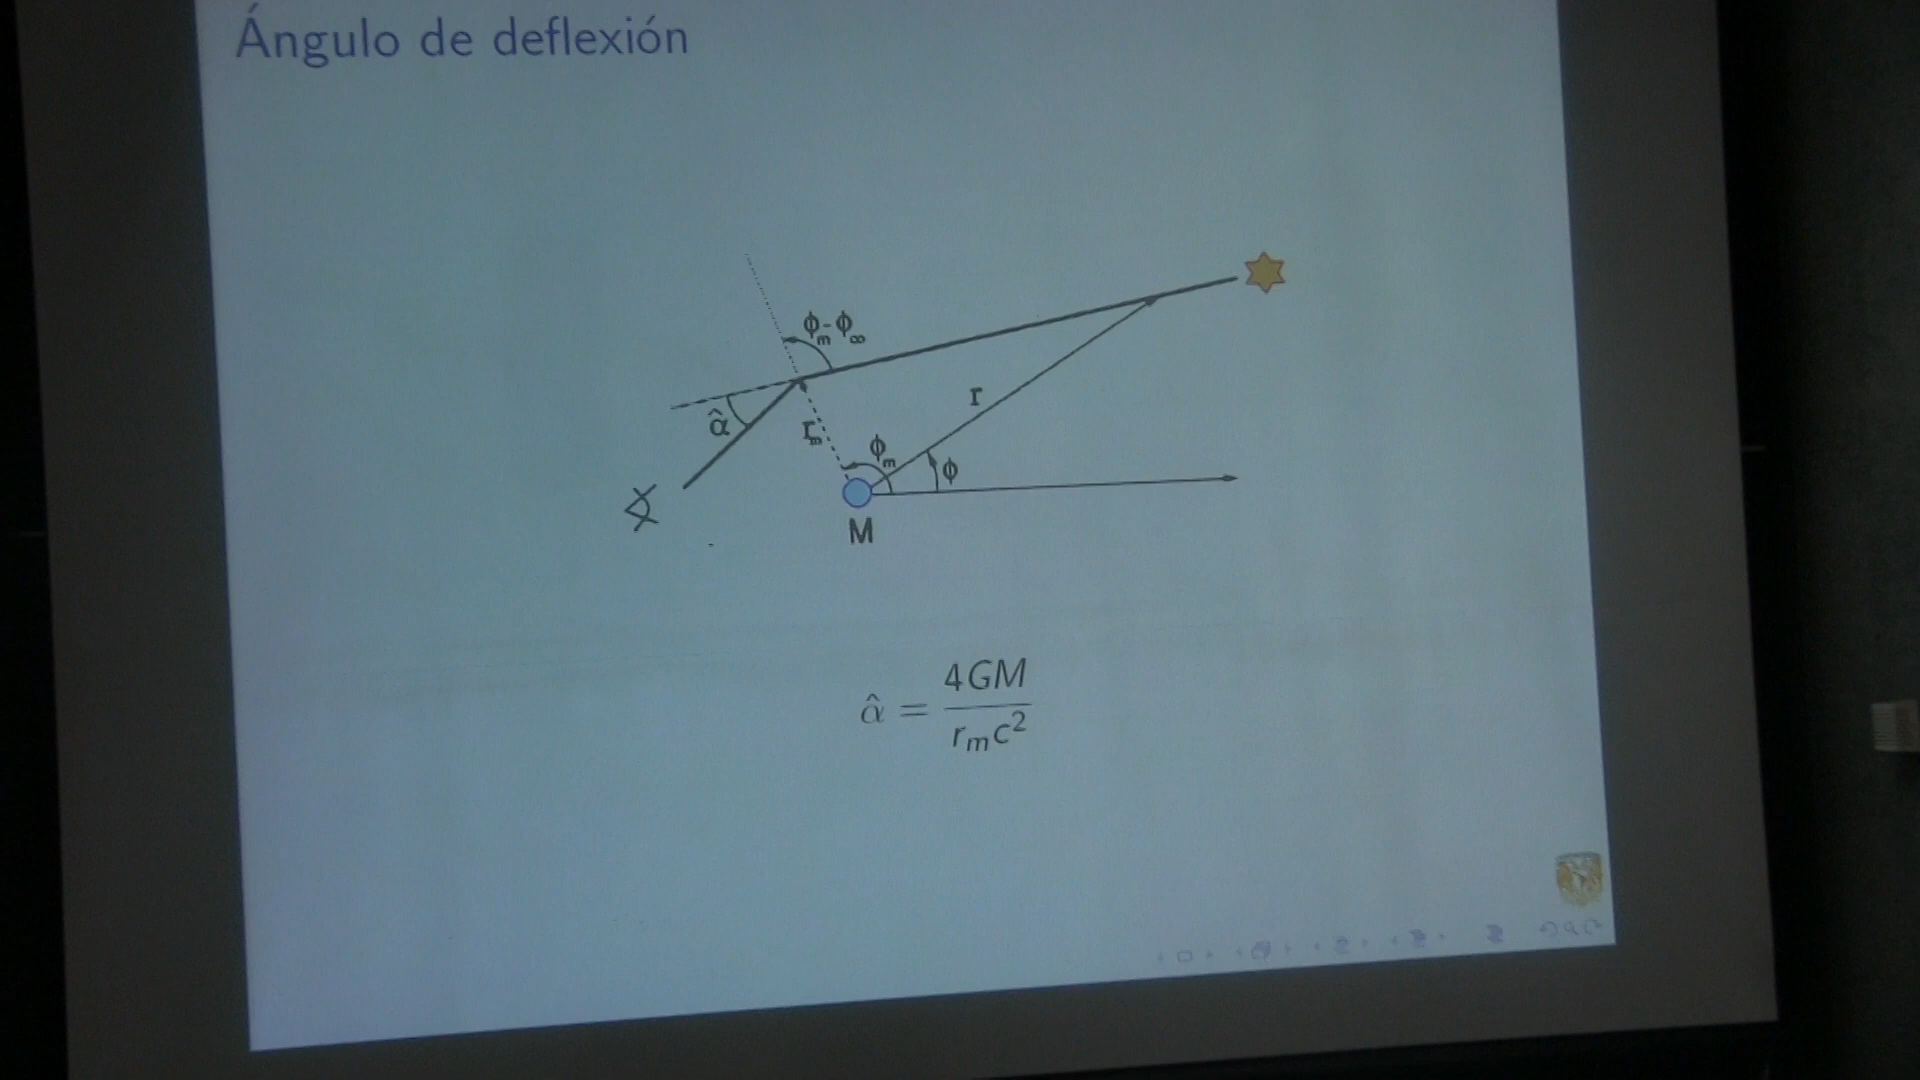 Ángulo de deflexión
ϕm-ϕ∞
α̂
rm
ϕm
r
ϕ
M
α̂ = 4GM / rmc²